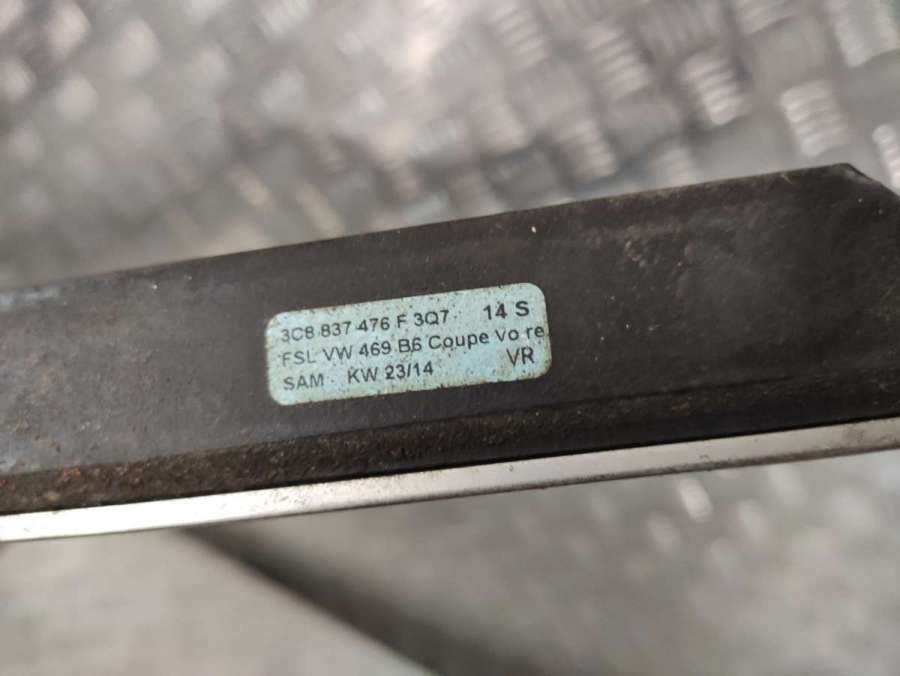 3C8 837 476 F 3Q7 14 S
FSL VW 469 B6 Coupe Vo re
SAM KW 23/14 VR